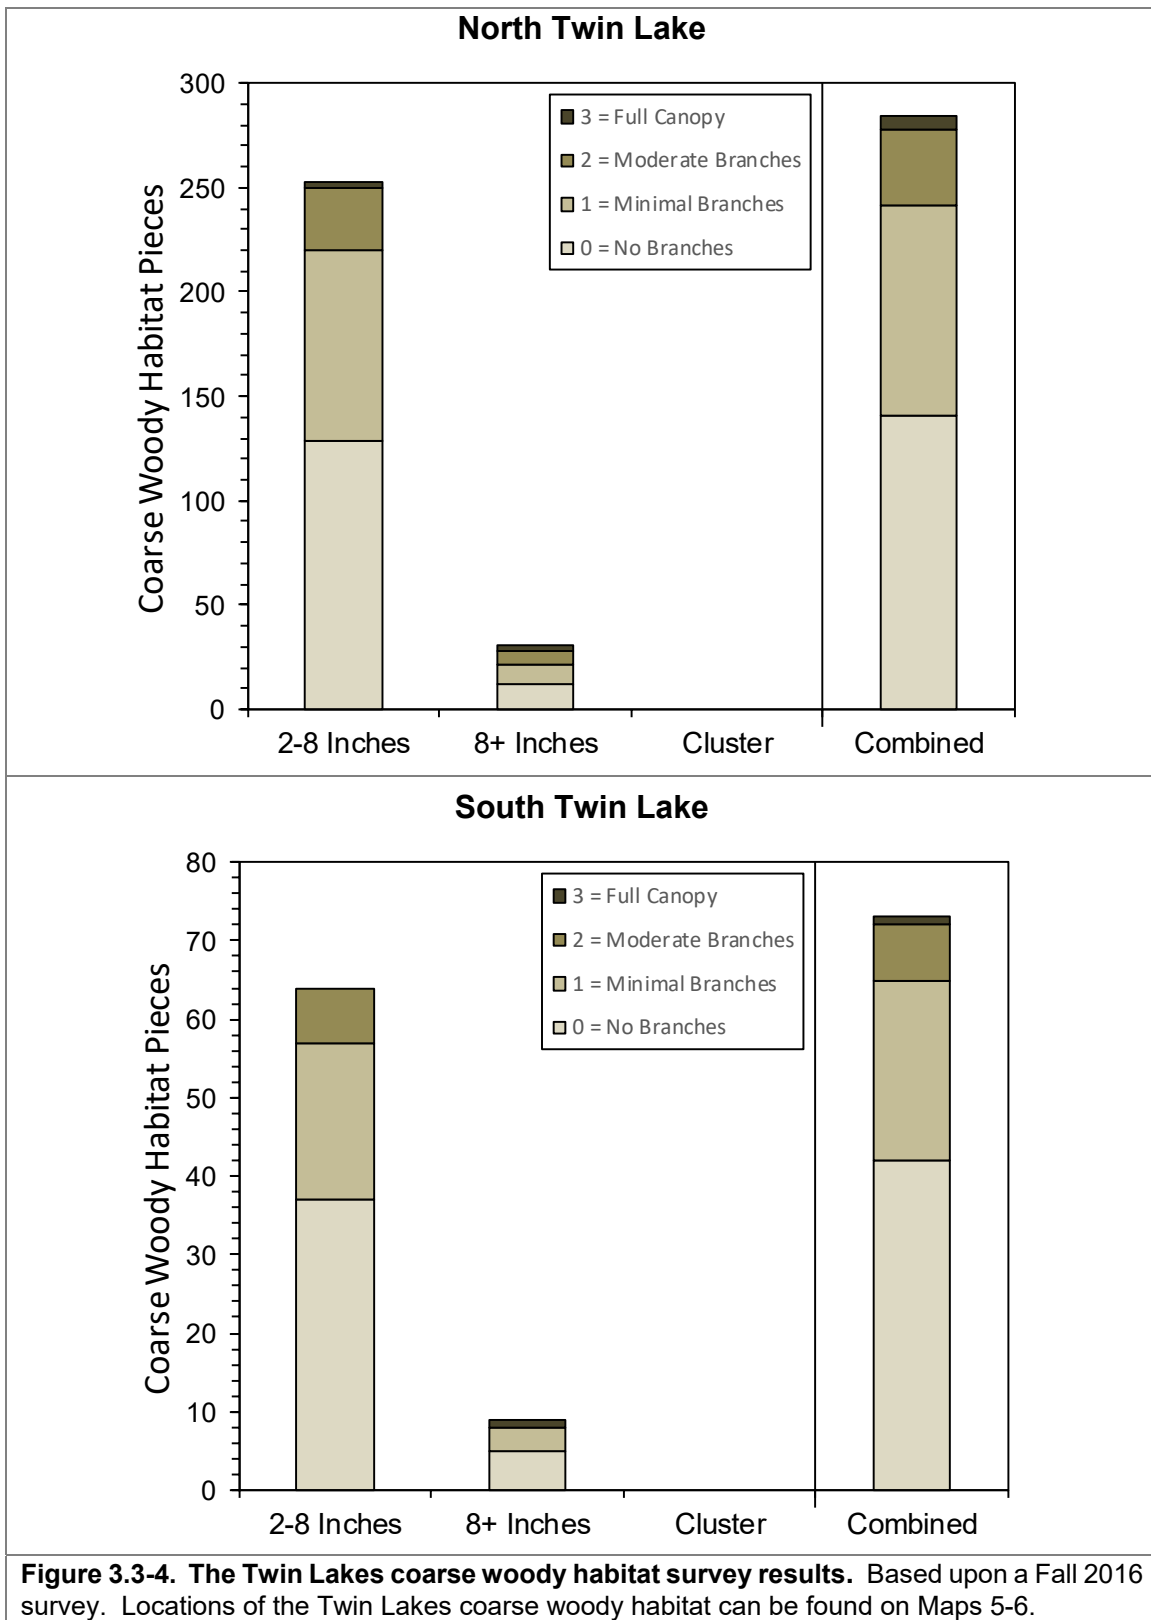 North Twin Lake
300
250
200
150
100
50
0
Coarse Woody Habitat Pieces
3 = Full Canopy
2 = Moderate Branches
1 = Minimal Branches
0 = No Branches
2-8 Inches
8+ Inches
Cluster
Combined
South Twin Lake
80
70
60
50
40
30
20
10
0
Coarse Woody Habitat Pieces
3 = Full Canopy
2 = Moderate Branches
1 = Minimal Branches
0 = No Branches
2-8 Inches
8+ Inches
Cluster
Combined
Figure 3.3-4. The Twin Lakes coarse woody habitat survey results. Based upon a Fall 2016
survey. Locations of the Twin Lakes coarse woody habitat can be found on Maps 5-6.